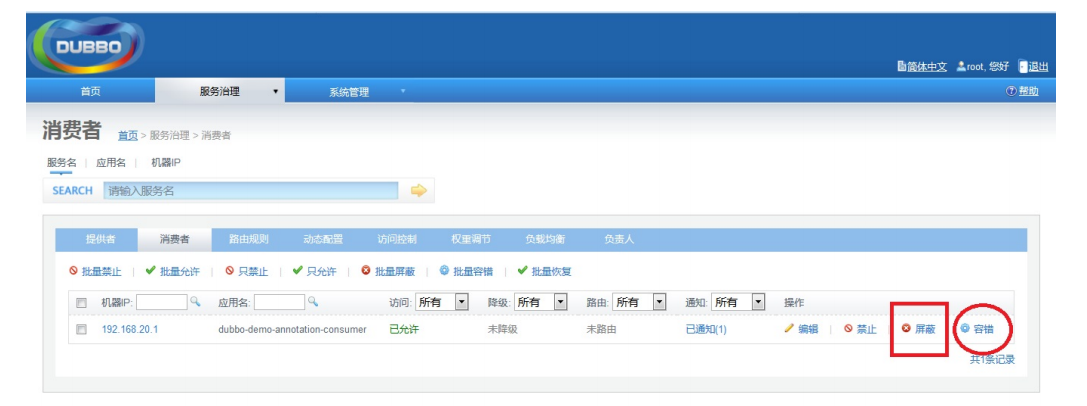 DUBBO
简体中文 root, 您好 退出
首页 服务治理 系统管理 帮助
消费者 首页 > 服务治理 > 消费者
服务名 | 应用名 | 机器IP
SEARCH 请输入服务名
提供者 消费者 路由规则 动态配置 访问控制 权重调节 负载均衡 负责人
批量禁止 | 批量允许 | 只禁止 | 只允许 | 批量屏蔽 | 批量容错 | 批量恢复
机器IP: 应用名: 访问: 所有 降级: 所有 路由: 所有 通知: 所有 操作
192.168.20.1 dubbo-demo-annotation-consumer 已允许 未降级 未路由 已通知(1) 编辑 | 禁止 | 屏蔽 | 容错
共1条记录